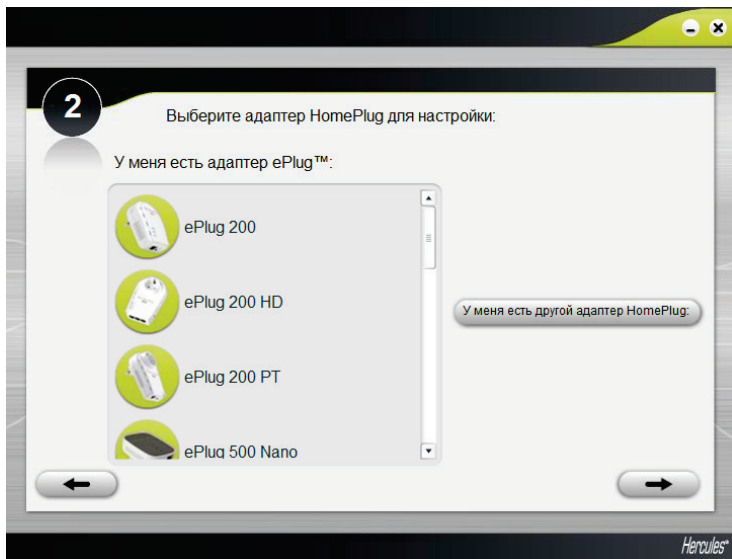 2
Выберите адаптер HomePlug для настройки:
У меня есть адаптер ePlug™:
ePlug 200
ePlug 200 HD
У меня есть другой адаптер HomePlug:
ePlug 200 PT
ePlug 500 Nano
Hercules®